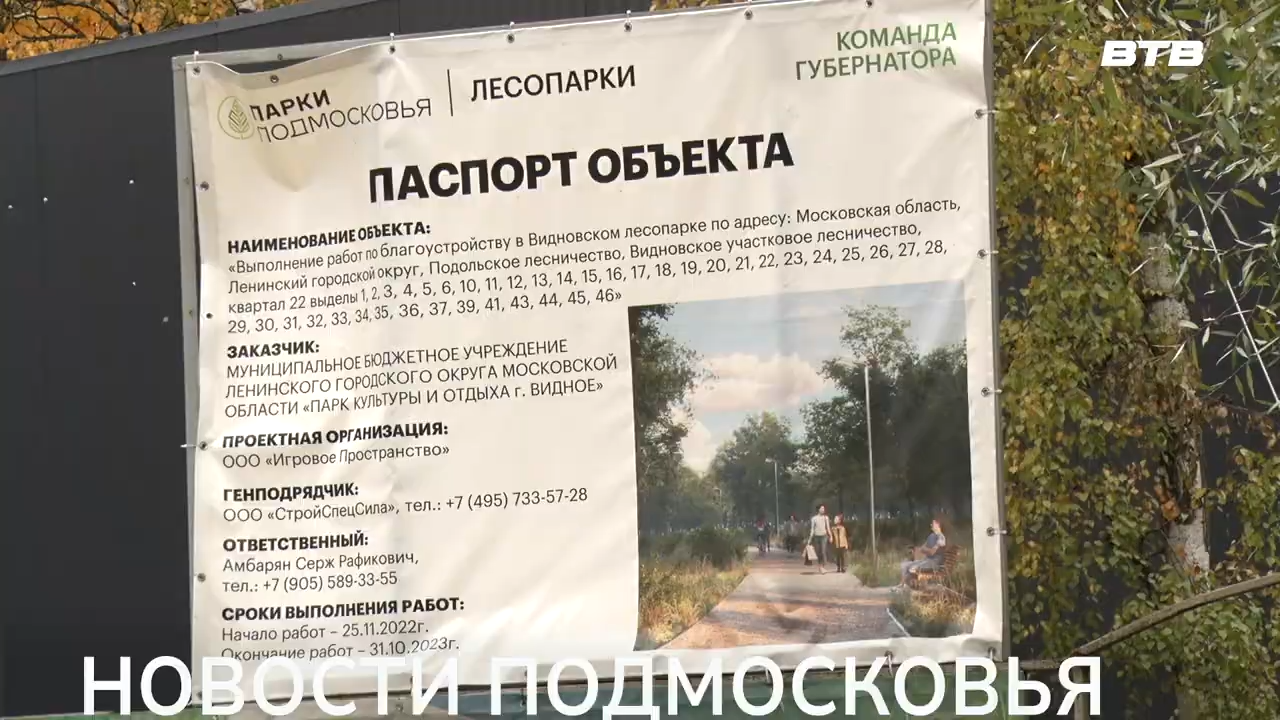 ПАРКИ
ПОДМОСКОВЬЯ
ЛЕСОПАРКИ
КОМАНДА
ГУБЕРНАТОРА
ВТВ
ПАСПОРТ ОБЪЕКТА
НАИМЕНОВАНИЕ ОБЪЕКТА:
«Выполнение работ по благоустройству в Видновском лесопарке по адресу: Московская область,
Ленинский городской округ, Подольское лесничество, Видновское участковое лесничество,
квартал 22 выделы 1, 2, 3, 4, 5, 6, 10, 11, 12, 13, 14, 15, 16, 17, 18, 19, 20, 21, 22, 23, 24, 25, 26, 27, 28,
29, 30, 31, 32, 33, 34, 35, 36, 37, 39, 41, 43, 44, 45, 46»
ЗАКАЗЧИК:
МУНИЦИПАЛЬНОЕ БЮДЖЕТНОЕ УЧРЕЖДЕНИЕ
ЛЕНИНСКОГО ГОРОДСКОГО ОКРУГА МОСКОВСКОЙ
ОБЛАСТИ «ПАРК КУЛЬТУРЫ И ОТДЫХА г. ВИДНОЕ»
ПРОЕКТНАЯ ОРГАНИЗАЦИЯ:
ООО «Игровое Пространство»
ГЕНПОДРЯДЧИК:
ООО «СтройСпецСила», тел.: +7 (495) 733-57-28
ОТВЕТСТВЕННЫЙ:
Амбарян Серж Рафикович,
тел.: +7 (905) 589-33-55
СРОКИ ВЫПОЛНЕНИЯ РАБОТ:
Начало работ – 25.11.2022г.
Окончание работ – 31.10.2023г.
НОВОСТИ ПОДМОСКОВЬЯ